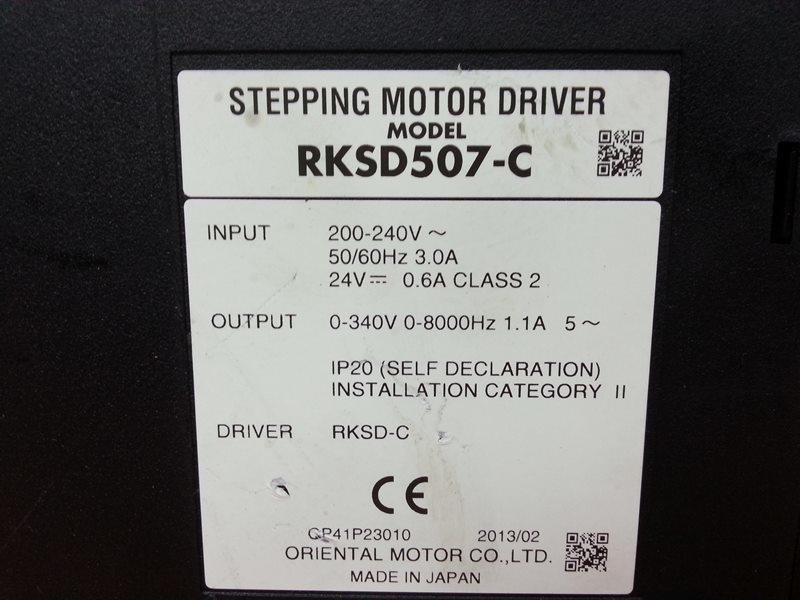 STEPPING MOTOR DRIVER
MODEL
RKSD507-C
INPUT 200-240V ~
50/60Hz 3.0A
24V⎓ 0.6A CLASS 2
OUTPUT 0-340V 0-8000Hz 1.1A 5~
IP20 (SELF DECLARATION)
INSTALLATION CATEGORY II
DRIVER RKSD-C
CE
CP41P23010 2013/02
ORIENTAL MOTOR CO.,LTD.
MADE IN JAPAN